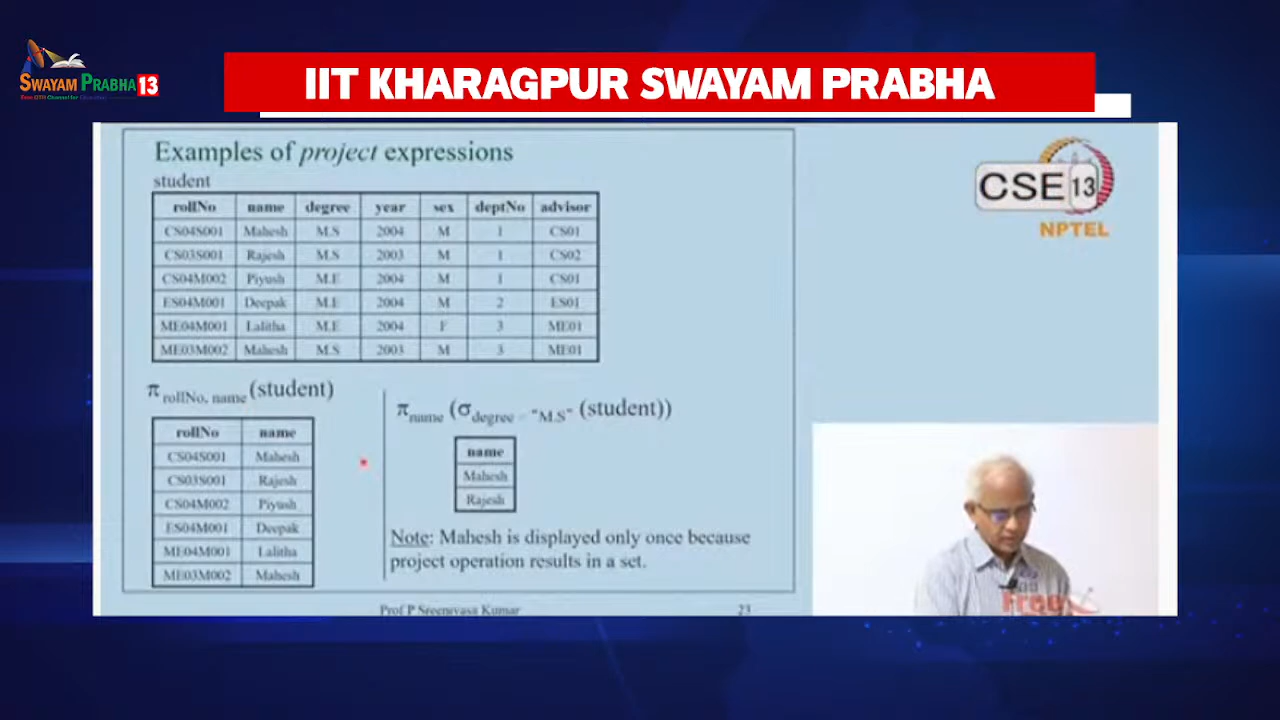 SWAYAM PRABHA 13
IIT KHARAGPUR SWAYAM PRABHA
CSE 13
NPTEL
Examples of project expressions
student
rollNo name degree year sex deptNo advisor
CS04S001 Mahesh M.S 2004 M 1 CS01
CS03S001 Rajesh M.S 2003 M 1 CS02
CS04M002 Piyush M.E 2004 M 1 CS01
ES04M001 Deepak M.E 2004 M 2 ES01
ME04M001 Lalitha M.E 2004 F 3 ME01
ME03M002 Mahesh M.S 2003 M 3 ME01
π rollNo, name (student)
rollNo name
CS04S001 Mahesh
CS03S001 Rajesh
CS04M002 Piyush
ES04M001 Deepak
ME04M001 Lalitha
ME03M002 Mahesh
π name (σ degree = "M.S" (student))
name
Mahesh
Rajesh
Note: Mahesh is displayed only once because
project operation results in a set.
Prof P Sreenivasa Kumar 23
Free